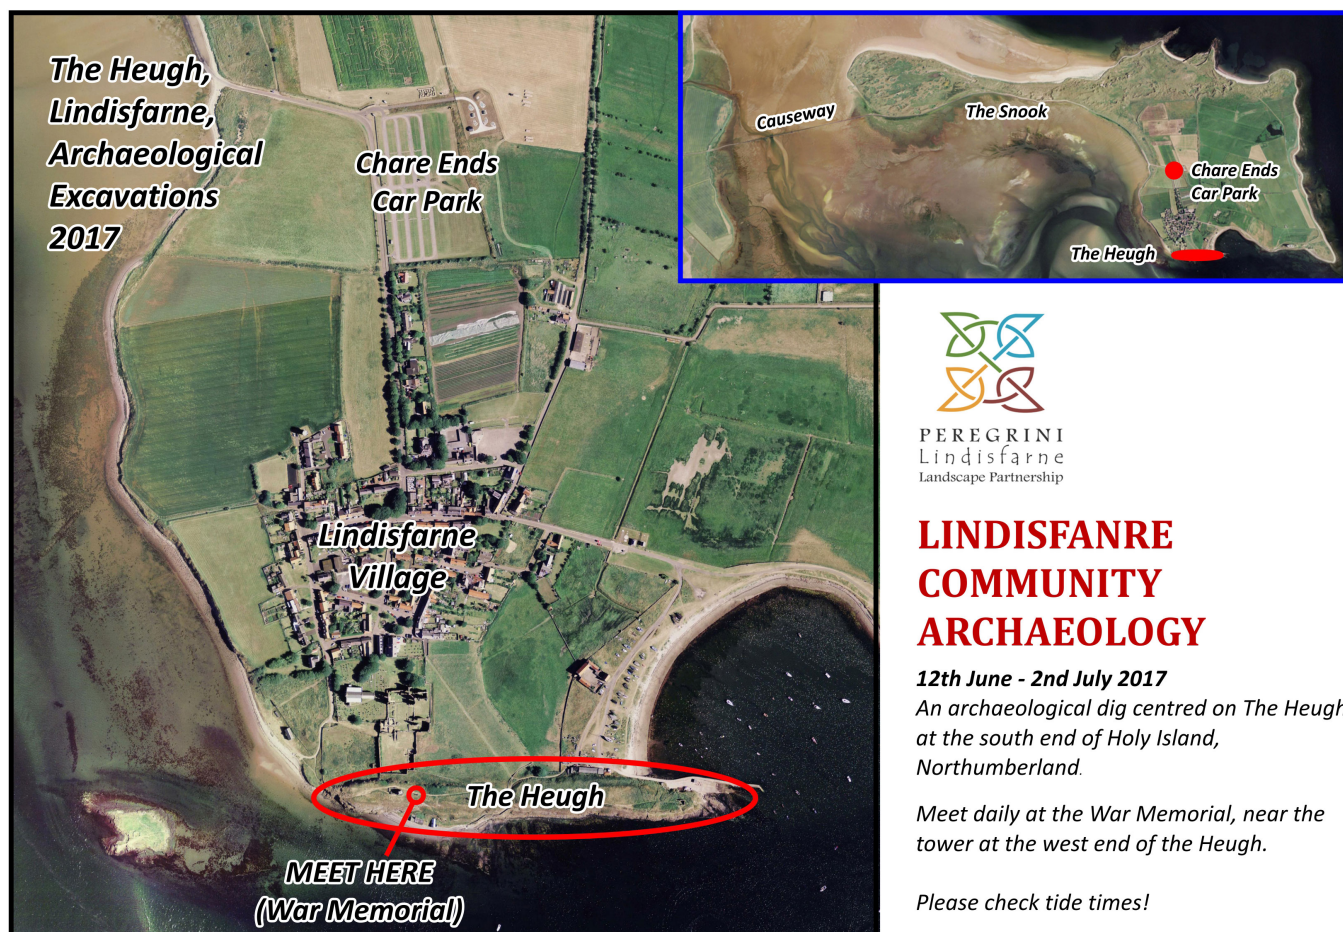 The Heugh,
Lindisfarne,
Archaeological
Excavations
2017
Chare Ends
Car Park
Lindisfarne
Village
The Heugh
MEET HERE
(War Memorial)
Causeway
The Snook
Chare Ends
Car Park
The Heugh
PEREGRINI
Lindisfarne
Landscape Partnership
LINDISFANRE
COMMUNITY
ARCHAEOLOGY
12th June - 2nd July 2017
An archaeological dig centred on The Heugh
at the south end of Holy Island,
Northumberland.
Meet daily at the War Memorial, near the
tower at the west end of the Heugh.
Please check tide times!